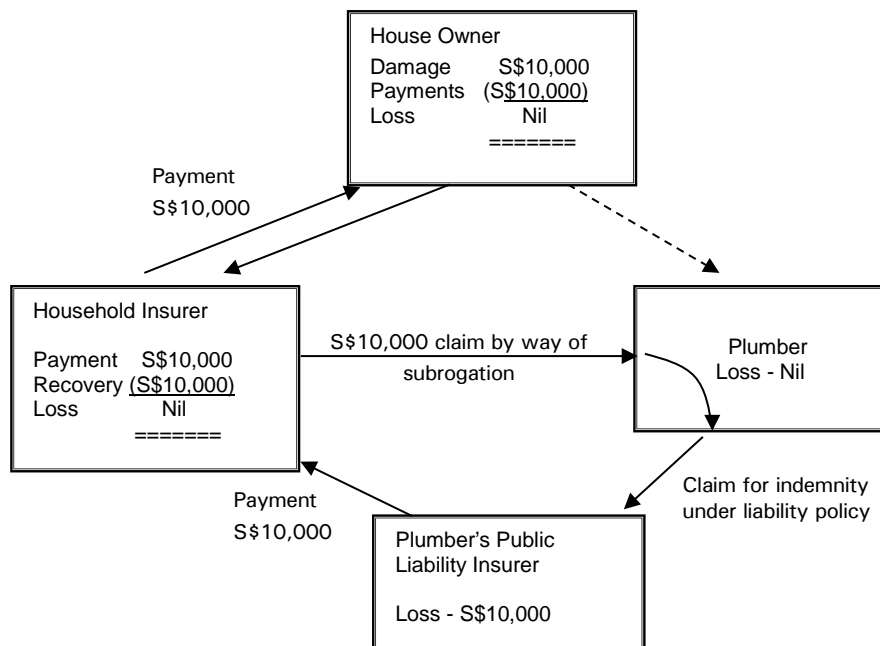 House Owner
Damage S$10,000
Payments (S$10,000)
Loss Nil
=======
Payment
S$10,000
Household Insurer
Payment S$10,000
Recovery (S$10,000)
Loss Nil
=======
S$10,000 claim by way of
subrogation
Plumber
Loss - Nil
Claim for indemnity
under liability policy
Payment
S$10,000
Plumber’s Public
Liability Insurer
Loss - S$10,000